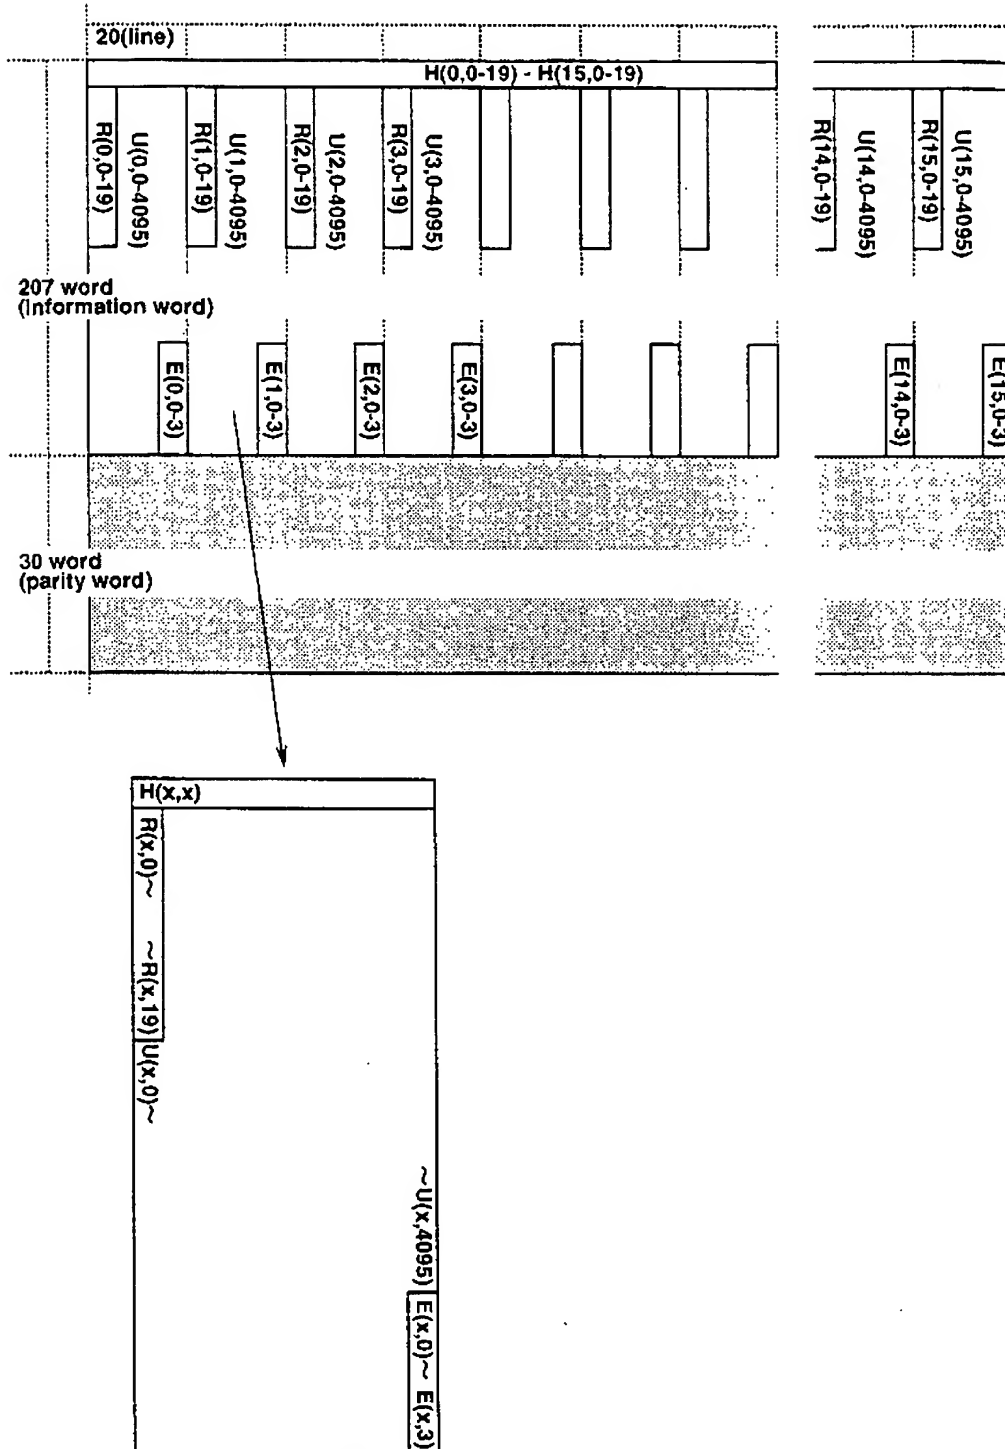 20(line)
H(0,0-19) - H(15,0-19)
R(0,0-19)
U(0,0-4095)
R(1,0-19)
U(1,0-4095)
R(2,0-19)
U(2,0-4095)
R(3,0-19)
U(3,0-4095)
R(14,0-19)
U(14,0-4095)
R(15,0-19)
U(15,0-4095)
207 word
(Information word)
E(0,0-3)
E(1,0-3)
E(2,0-3)
E(3,0-3)
E(14,0-3)
E(15,0-3)
30 word
(parity word)
H(x,x)
R(x,0)~ ~R(x,19) U(x,0)~
~U(x,4095) E(x,0)~ E(x,3)